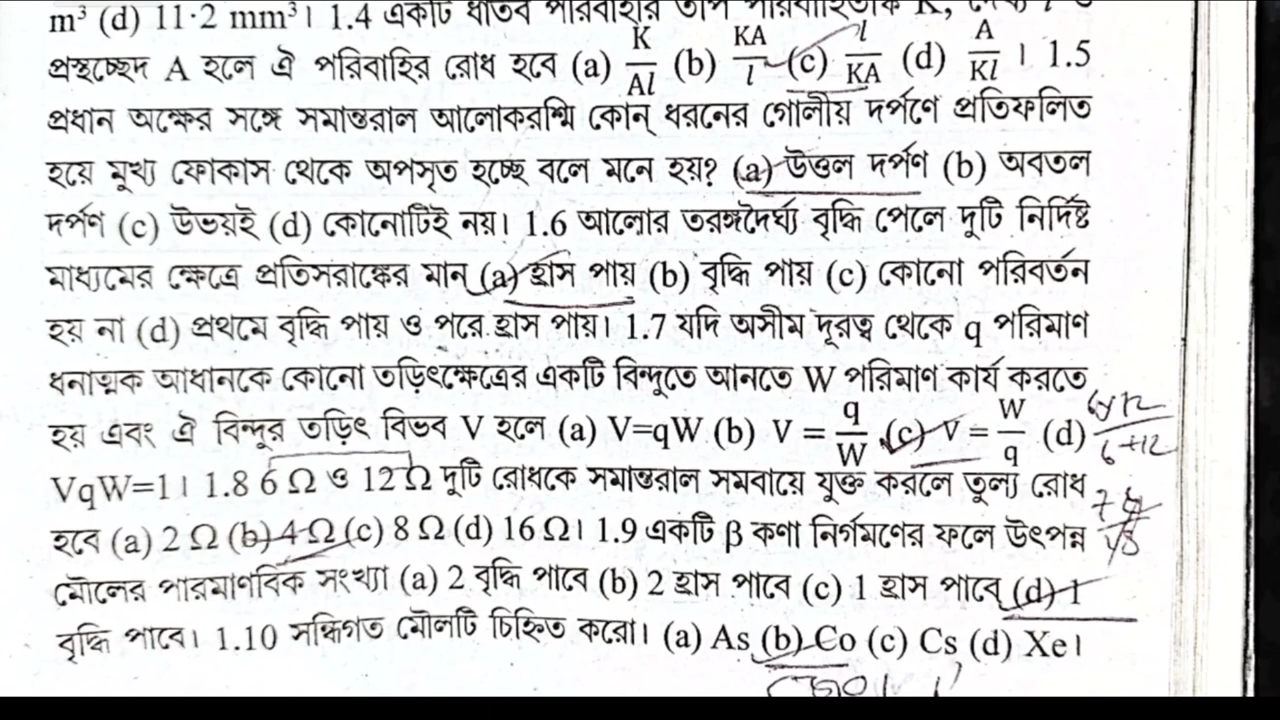 m³ (d) 11·2 mm³। 1.4 একটি ধাতব পরিবাহীর তাপ পরিবাহিতাঙ্ক K,
প্রস্থচ্ছেদ A হলে ঐ পরিবাহির রোধ হবে (a) K/Al (b) KA/l (c) l/KA (d) A/Kl । 1.5
প্রধান অক্ষের সঙ্গে সমান্তরাল আলোকরশ্মি কোন্ ধরনের গোলীয় দর্পণে প্রতিফলিত
হয়ে মুখ্য ফোকাস থেকে অপসৃত হচ্ছে বলে মনে হয়? (a) উত্তল দর্পণ (b) অবতল
দর্পণ (c) উভয়ই (d) কোনোটিই নয়। 1.6 আলোর তরঙ্গদৈর্ঘ্য বৃদ্ধি পেলে দুটি নির্দিষ্ট
মাধ্যমের ক্ষেত্রে প্রতিসরাঙ্কের মান (a) হ্রাস পায় (b) বৃদ্ধি পায় (c) কোনো পরিবর্তন
হয় না (d) প্রথমে বৃদ্ধি পায় ও পরে হ্রাস পায়। 1.7 যদি অসীম দূরত্ব থেকে q পরিমাণ
ধনাত্মক আধানকে কোনো তড়িৎক্ষেত্রের একটি বিন্দুতে আনতে W পরিমাণ কার্য করতে
হয় এবং ঐ বিন্দুর তড়িৎ বিভব V হলে (a) V=qW (b) V = q/W (c) V = W/q (d)
VqW=1। 1.8 6 Ω ও 12 Ω দুটি রোধকে সমান্তরাল সমবায়ে যুক্ত করলে তুল্য রোধ
হবে (a) 2 Ω (b) 4 Ω (c) 8 Ω (d) 16 Ω। 1.9 একটি β কণা নির্গমণের ফলে উৎপন্ন
মৌলের পারমাণবিক সংখ্যা (a) 2 বৃদ্ধি পাবে (b) 2 হ্রাস পাবে (c) 1 হ্রাস পাবে (d) 1
বৃদ্ধি পাবে। 1.10 সন্ধিগত মৌলটি চিহ্নিত করো। (a) As (b) Co (c) Cs (d) Xe।